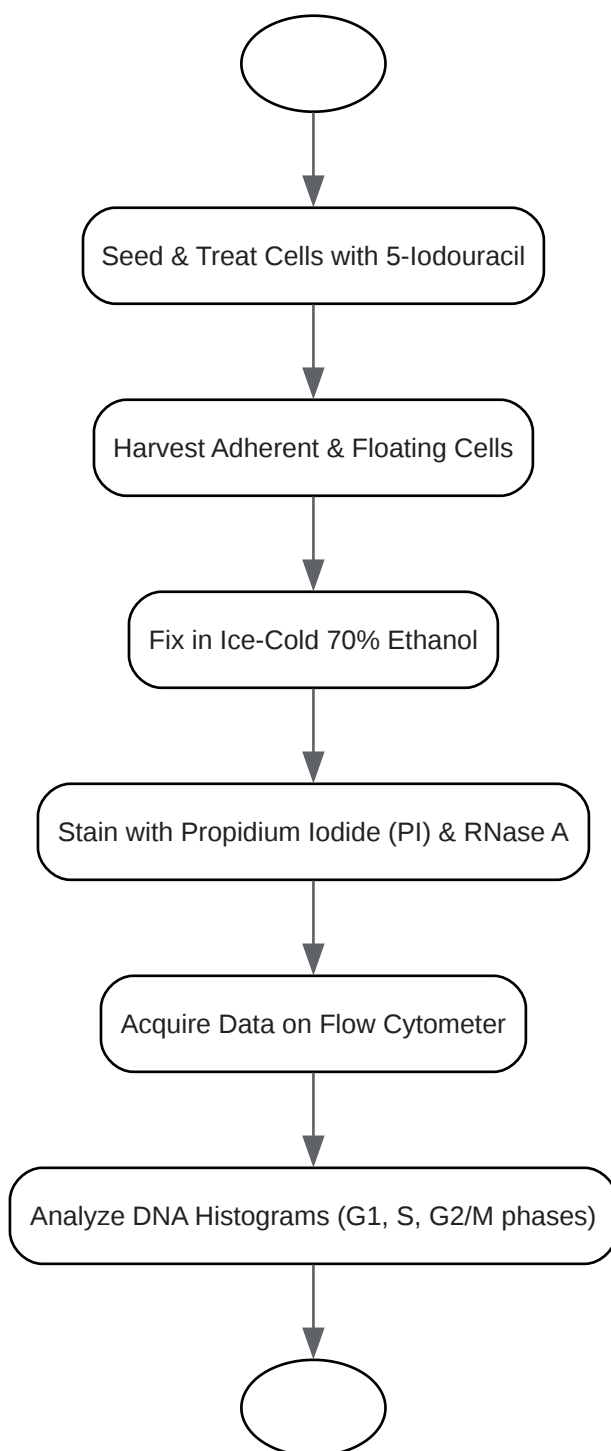 Seed & Treat Cells with 5-Iodouracil
Harvest Adherent & Floating Cells
Fix in Ice-Cold 70% Ethanol
Stain with Propidium Iodide (PI) & RNase A
Acquire Data on Flow Cytometer
Analyze DNA Histograms (G1, S, G2/M phases)